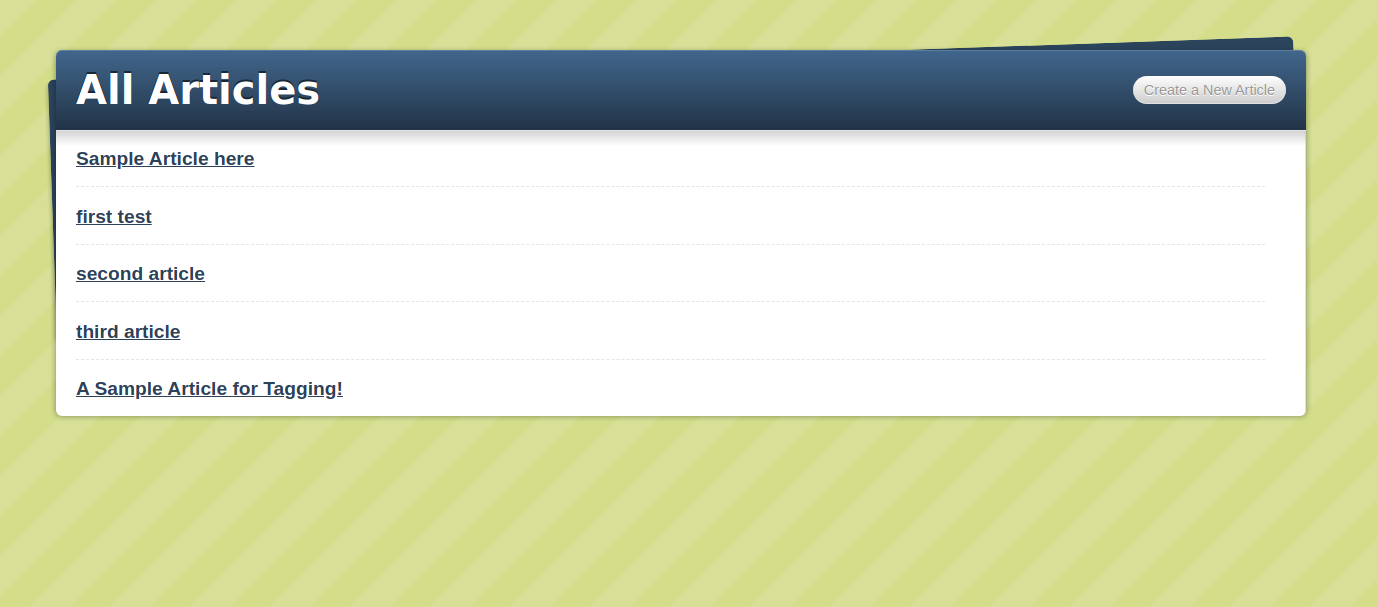 All Articles
Create a New Article
Sample Article here
first test
second article
third article
A Sample Article for Tagging!